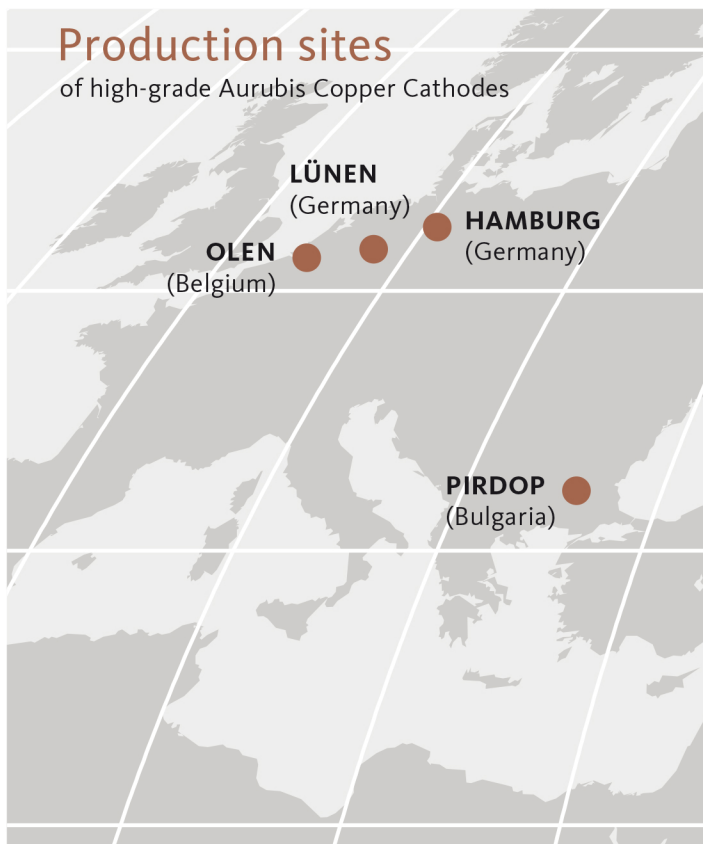 Production sites
of high-grade Aurubis Copper Cathodes
LÜNEN
(Germany)
HAMBURG
(Germany)
OLEN
(Belgium)
PIRDOP
(Bulgaria)